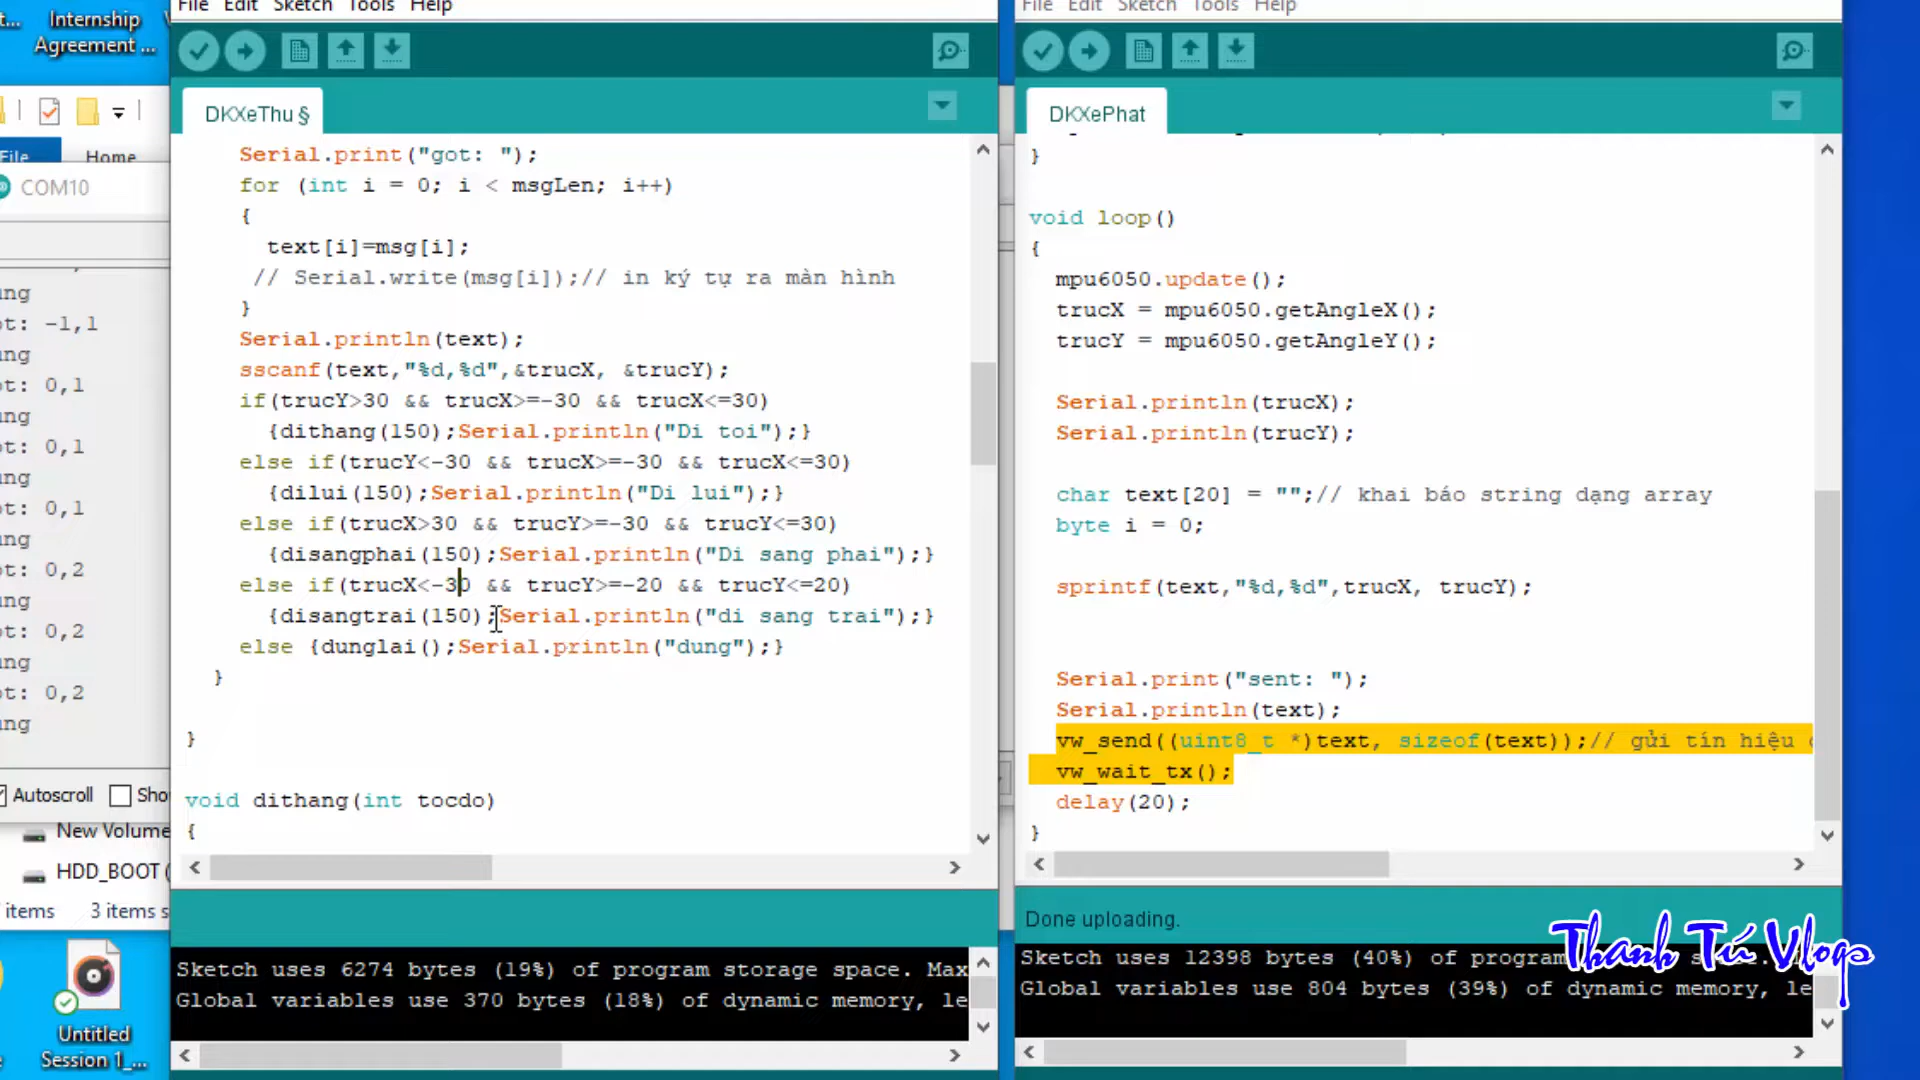 Internship
Agreement ...
Home
COM10
-1,1
0,1
0,1
0,1
0,2
0,2
0,2
Autoscroll
New Volume
HDD_BOOT (
items 3 items s
Untitled
Session 1_...
File Edit Sketch Tools Help
DKXeThu §
Serial.print("got: ");
for (int i = 0; i < msgLen; i++)
{
text[i]=msg[i];
// Serial.write(msg[i]);// in ký tự ra màn hình
}
Serial.println(text);
sscanf(text,"%d,%d",&trucX, &trucY);
if(trucY>30 && trucX>=-30 && trucX<=30)
{dithang(150);Serial.println("Di toi");}
else if(trucY<-30 && trucX>=-30 && trucX<=30)
{dilui(150);Serial.println("Di lui");}
else if(trucX>30 && trucY>=-30 && trucY<=30)
{disangphai(150);Serial.println("Di sang phai");}
else if(trucX<-30 && trucY>=-20 && trucY<=20)
{disangtrai(150);Serial.println("di sang trai");}
else {dunglai();Serial.println("dung");}
}
}
void dithang(int tocdo)
{
Sketch uses 6274 bytes (19%) of program storage space. Max
Global variables use 370 bytes (18%) of dynamic memory, le
File Edit Sketch Tools Help
DKXePhat
}
void loop()
{
mpu6050.update();
trucX = mpu6050.getAngleX();
trucY = mpu6050.getAngleY();
Serial.println(trucX);
Serial.println(trucY);
char text[20] = "";// khai báo string dạng array
byte i = 0;
sprintf(text,"%d,%d",trucX, trucY);
Serial.print("sent: ");
Serial.println(text);
vw_send((uint8_t *)text, sizeof(text));// gửi tín hiệu
vw_wait_tx();
delay(20);
}
Done uploading.
Sketch uses 12398 bytes (40%) of program
Global variables use 804 bytes (39%) of dynamic memory, le
Thanh Tú Vlogs